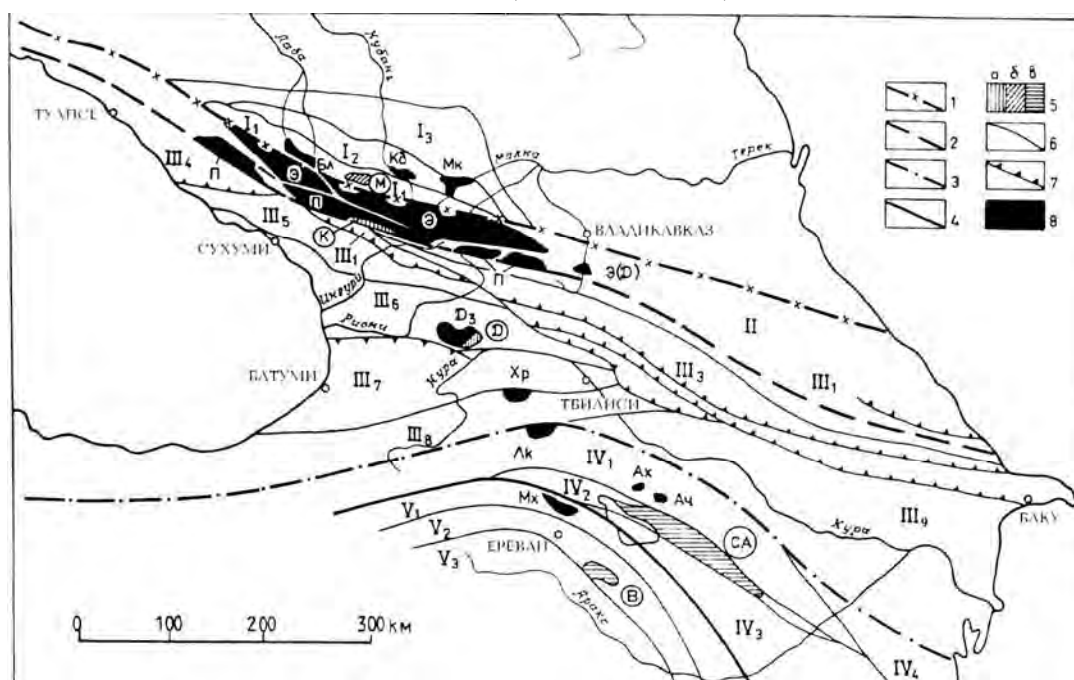 Лаба
Кубань
ТУАПСЕ
I₁
I₂
I₃
Кб
Мк
малка
Терек
Бл
Э
М
I₁
III₄
П
П
Э
ВЛАДИКАВКАЗ
III₅
К
СУХУМИ
III₁
П
Э(D)
Ингури
II
III₆
Риони
D₃
D
III₃
III₁
БАТУМИ
III₇
Кура
Хр
ТБИЛИСИ
III₈
Лк
IV₁
Ах
Ач
IV₂
Мх
V₁
V₂
V₃
ЕРЕВАН
СА
Кура
III₉
БАКУ
В
Аракс
IV₃
IV₄
0 100 200 300 км
1
2
3
4
а б в
5
6
7
8